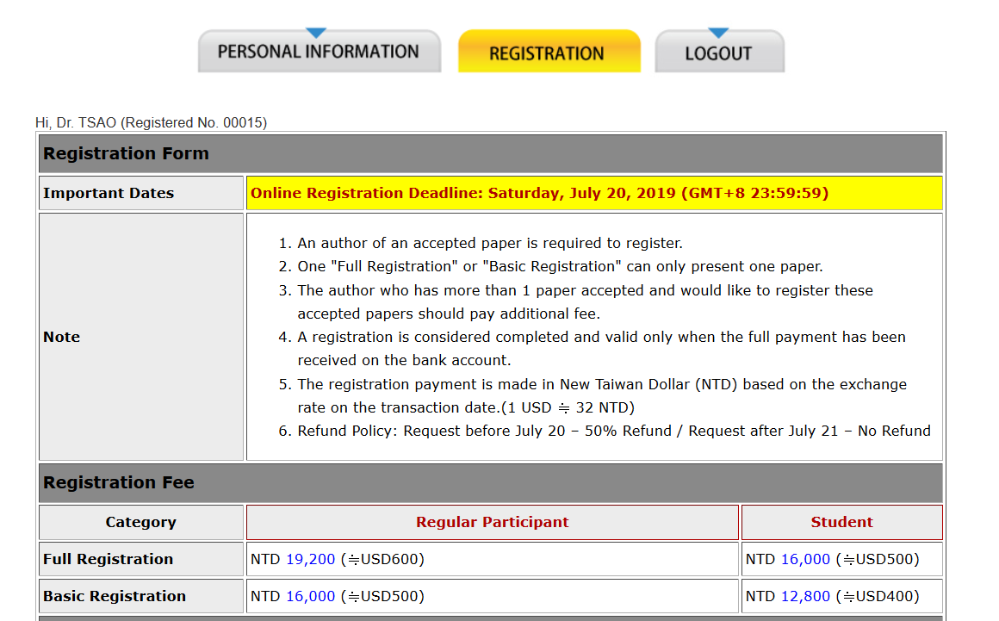 PERSONAL INFORMATION
REGISTRATION
LOGOUT
Hi, Dr. TSAO (Registered No. 00015)
Registration Form
Important Dates
Online Registration Deadline: Saturday, July 20, 2019 (GMT+8 23:59:59)
Note
1. An author of an accepted paper is required to register.
2. One "Full Registration" or "Basic Registration" can only present one paper.
3. The author who has more than 1 paper accepted and would like to register these
accepted papers should pay additional fee.
4. A registration is considered completed and valid only when the full payment has been
received on the bank account.
5. The registration payment is made in New Taiwan Dollar (NTD) based on the exchange
rate on the transaction date.(1 USD ≒ 32 NTD)
6. Refund Policy: Request before July 20 – 50% Refund / Request after July 21 – No Refund
Registration Fee
Category
Regular Participant
Student
Full Registration
NTD 19,200 (≒USD600)
NTD 16,000 (≒USD500)
Basic Registration
NTD 16,000 (≒USD500)
NTD 12,800 (≒USD400)